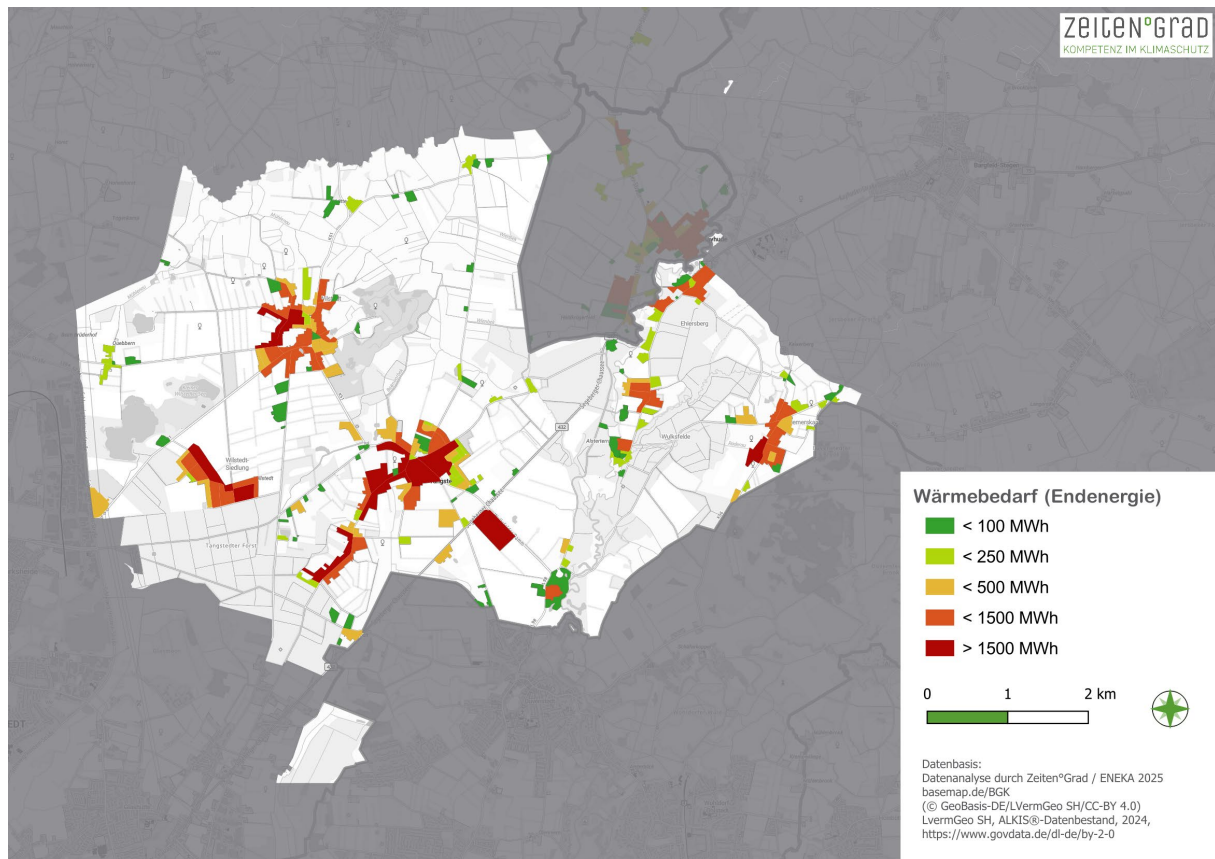 ZEITEN°GRAD
KOMPETENZ IM KLIMASCHUTZ
Ehlersberg
432
Wulksfelde
Wilstedt-
Siedlung
Tangstedter Forst
Wärmebedarf (Endenergie)
< 100 MWh
< 250 MWh
< 500 MWh
< 1500 MWh
> 1500 MWh
0 1 2 km
Datenbasis:
Datenanalyse durch Zeiten°Grad / ENEKA 2025
basemap.de/BGK
(© GeoBasis-DE/LVermGeo SH/CC-BY 4.0)
LvermGeo SH, ALKIS®-Datenbestand, 2024,
https://www.govdata.de/dl-de/by-2-0